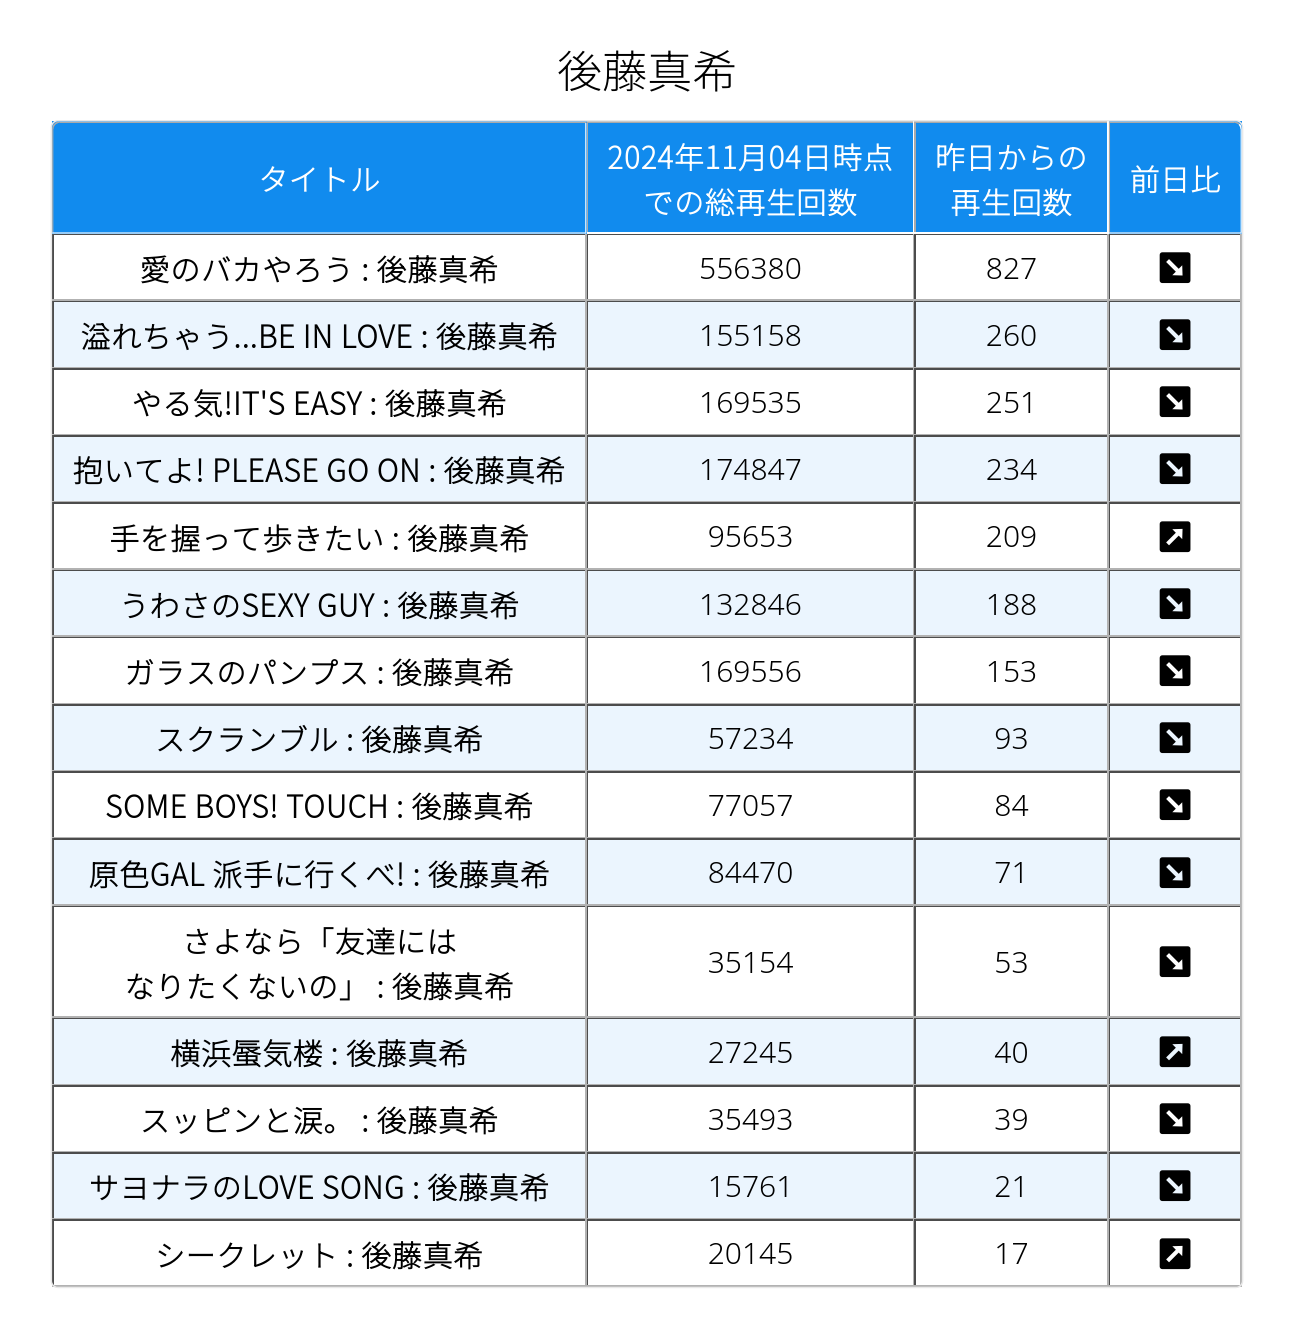 後藤真希
タイトル
2024年11月04日時点
での総再生回数
昨日からの
再生回数
前日比
愛のバカやろう : 後藤真希 556380 827 ↘
溢れちゃう...BE IN LOVE : 後藤真希 155158 260 ↘
やる気!IT'S EASY : 後藤真希 169535 251 ↘
抱いてよ! PLEASE GO ON : 後藤真希 174847 234 ↘
手を握って歩きたい : 後藤真希 95653 209 ↗
うわさのSEXY GUY : 後藤真希 132846 188 ↘
ガラスのパンプス : 後藤真希 169556 153 ↘
スクランブル : 後藤真希 57234 93 ↘
SOME BOYS! TOUCH : 後藤真希 77057 84 ↘
原色GAL 派手に行くべ! : 後藤真希 84470 71 ↘
さよなら「友達には
なりたくないの」 : 後藤真希 35154 53 ↘
横浜蜃気楼 : 後藤真希 27245 40 ↗
スッピンと涙。 : 後藤真希 35493 39 ↘
サヨナラのLOVE SONG : 後藤真希 15761 21 ↘
シークレット : 後藤真希 20145 17 ↗